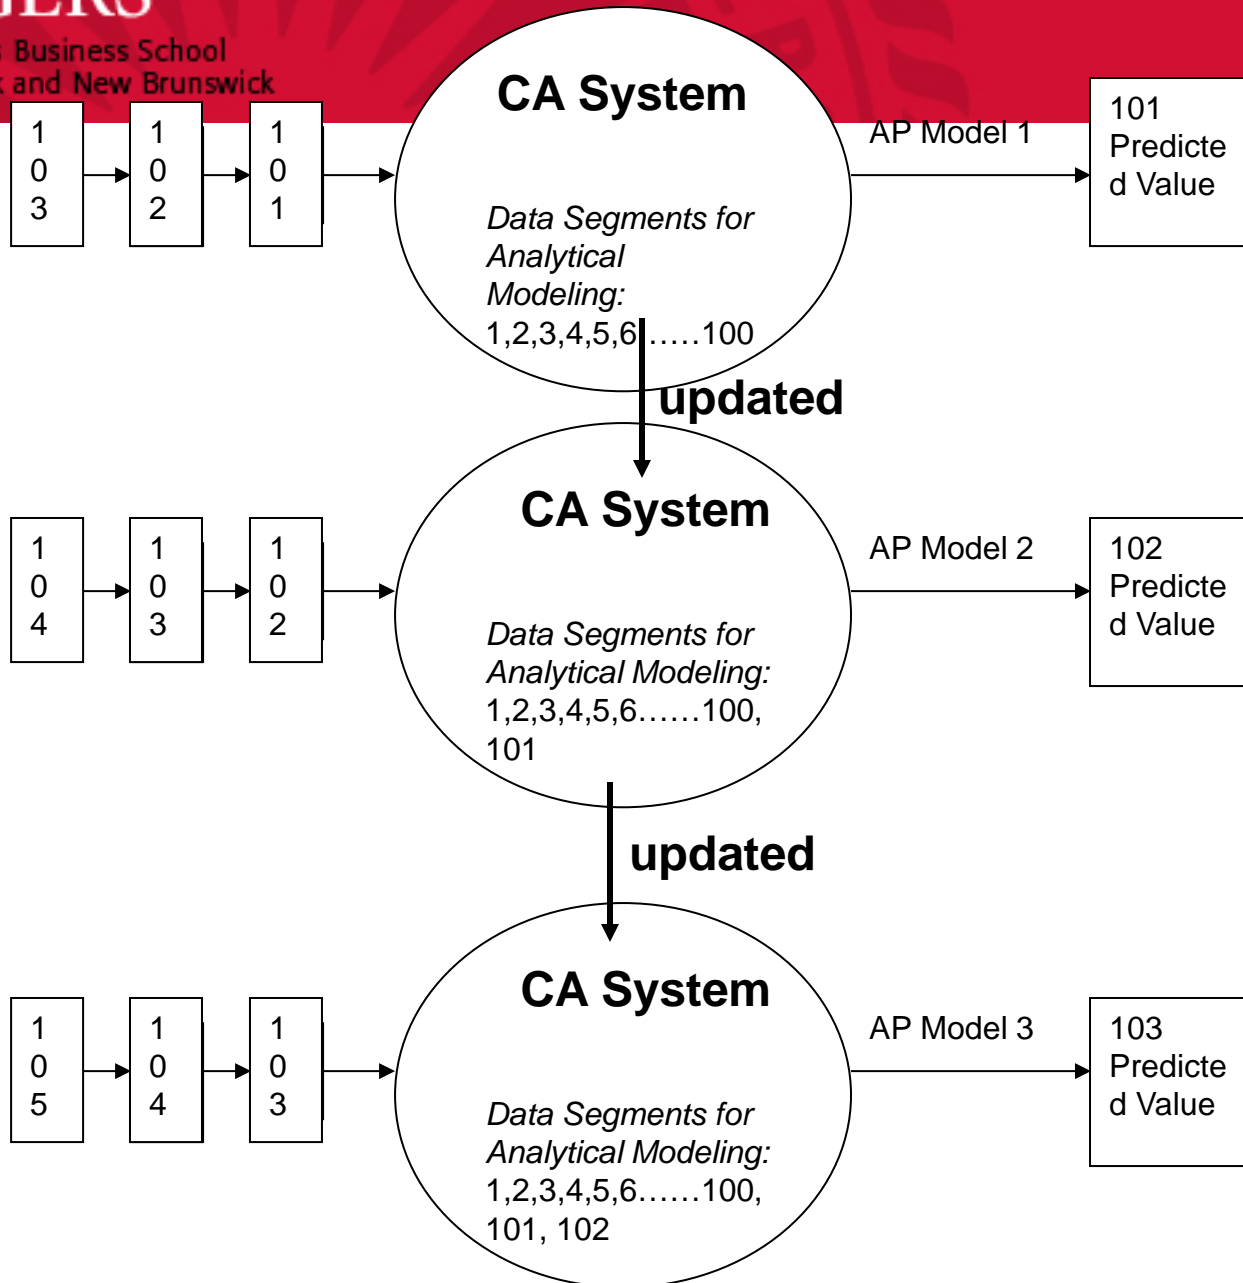 Business School
and New Brunswick
CA System
AP Model 1
1
0
3
1
0
2
1
0
1
101
Predicte
d Value
Data Segments for
Analytical
Modeling:
1,2,3,4,5,6......100
updated
CA System
AP Model 2
1
0
4
1
0
3
1
0
2
102
Predicte
d Value
Data Segments for
Analytical Modeling:
1,2,3,4,5,6......100,
101
updated
CA System
AP Model 3
1
0
5
1
0
4
1
0
3
103
Predicte
d Value
Data Segments for
Analytical Modeling:
1,2,3,4,5,6......100,
101, 102